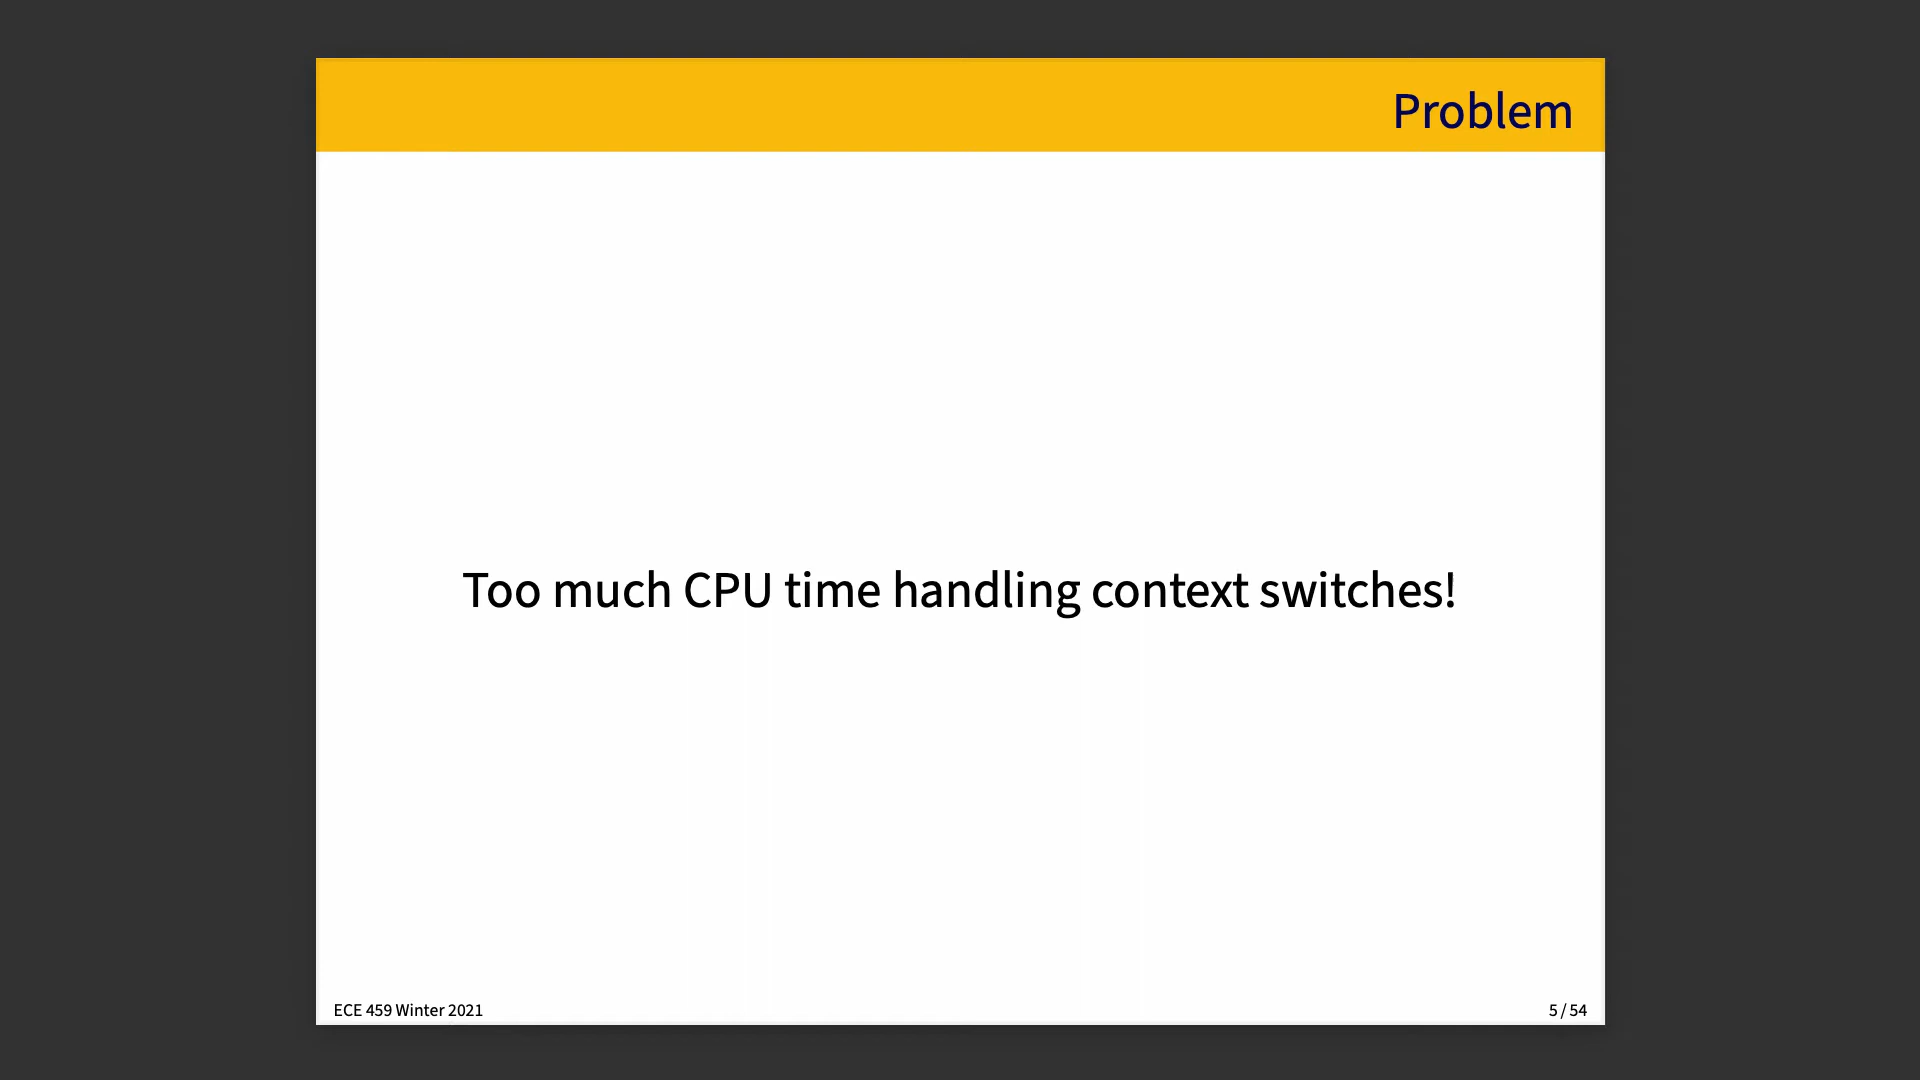 Problem
Too much CPU time handling context switches!
ECE 459 Winter 2021
5 / 54